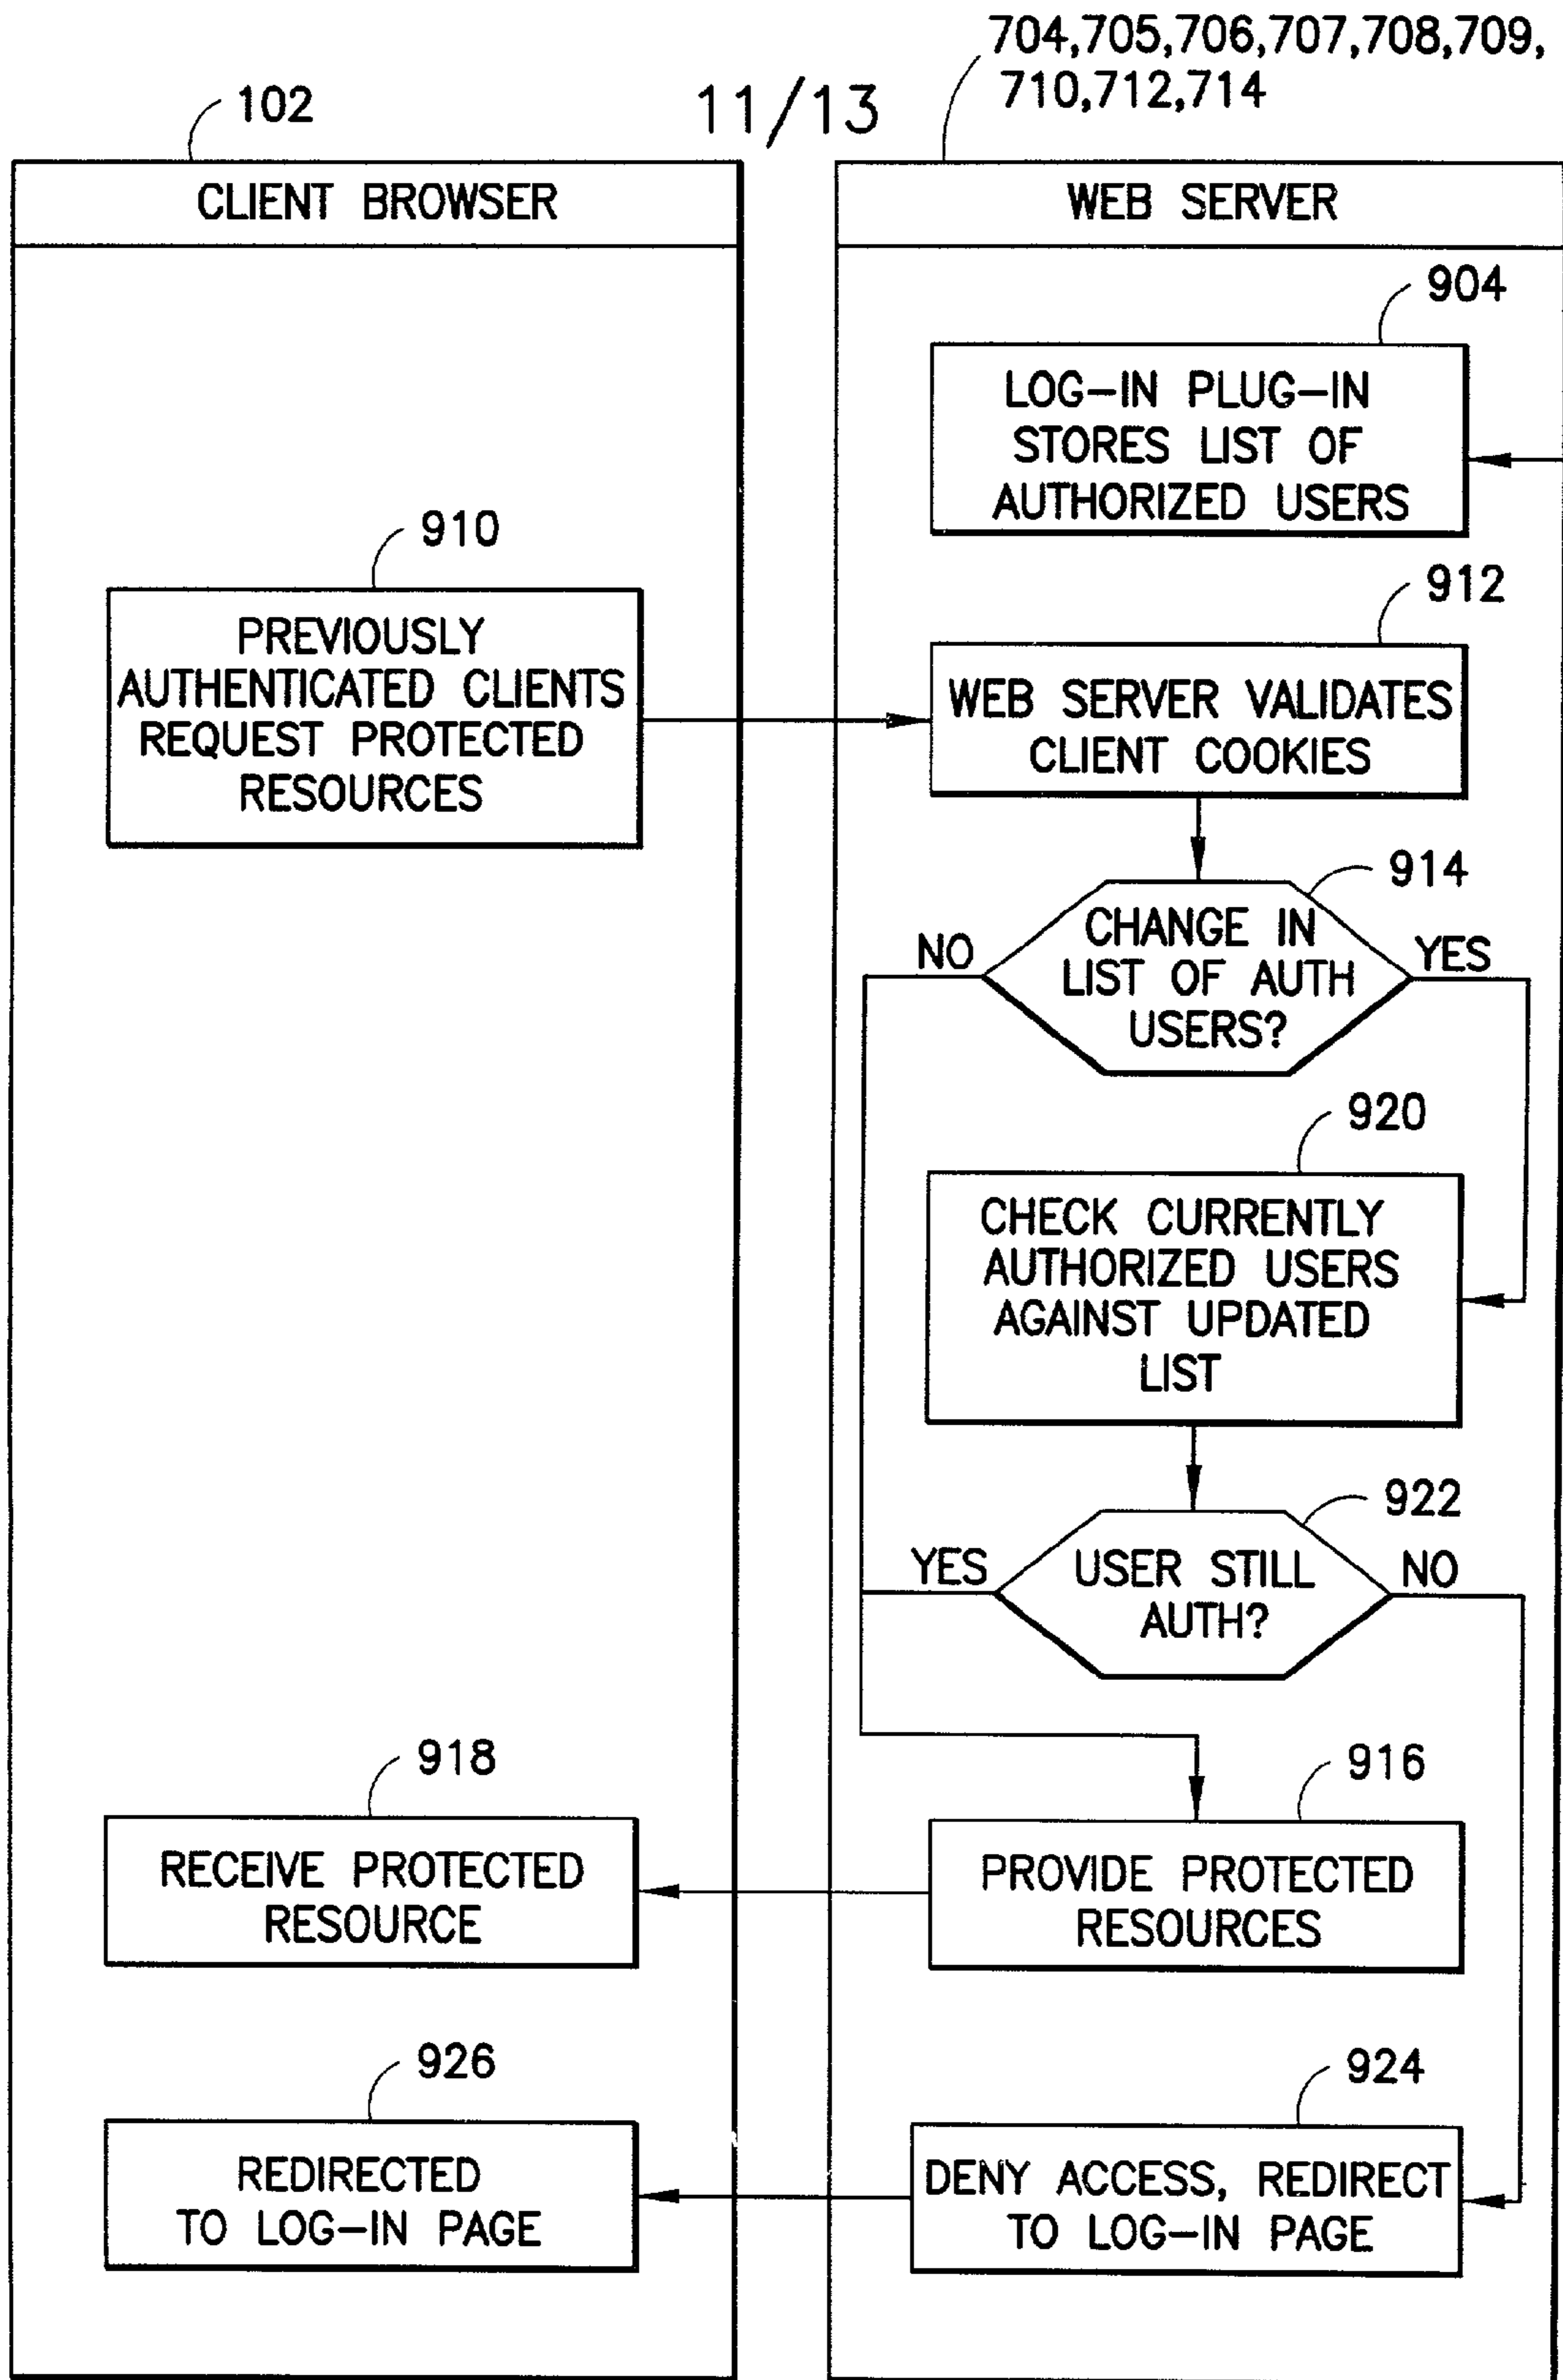 704,705,706,707,708,709,
710,712,714
102
11/13
CLIENT BROWSER
WEB SERVER
904
LOG-IN PLUG-IN
STORES LIST OF
AUTHORIZED USERS
910
PREVIOUSLY
AUTHENTICATED CLIENTS
REQUEST PROTECTED
RESOURCES
912
WEB SERVER VALIDATES
CLIENT COOKIES
914
CHANGE IN
LIST OF AUTH
USERS?
NO
YES
920
CHECK CURRENTLY
AUTHORIZED USERS
AGAINST UPDATED
LIST
922
USER STILL
AUTH?
YES
NO
918
RECEIVE PROTECTED
RESOURCE
916
PROVIDE PROTECTED
RESOURCES
926
REDIRECTED
TO LOG-IN PAGE
924
DENY ACCESS, REDIRECT
TO LOG-IN PAGE